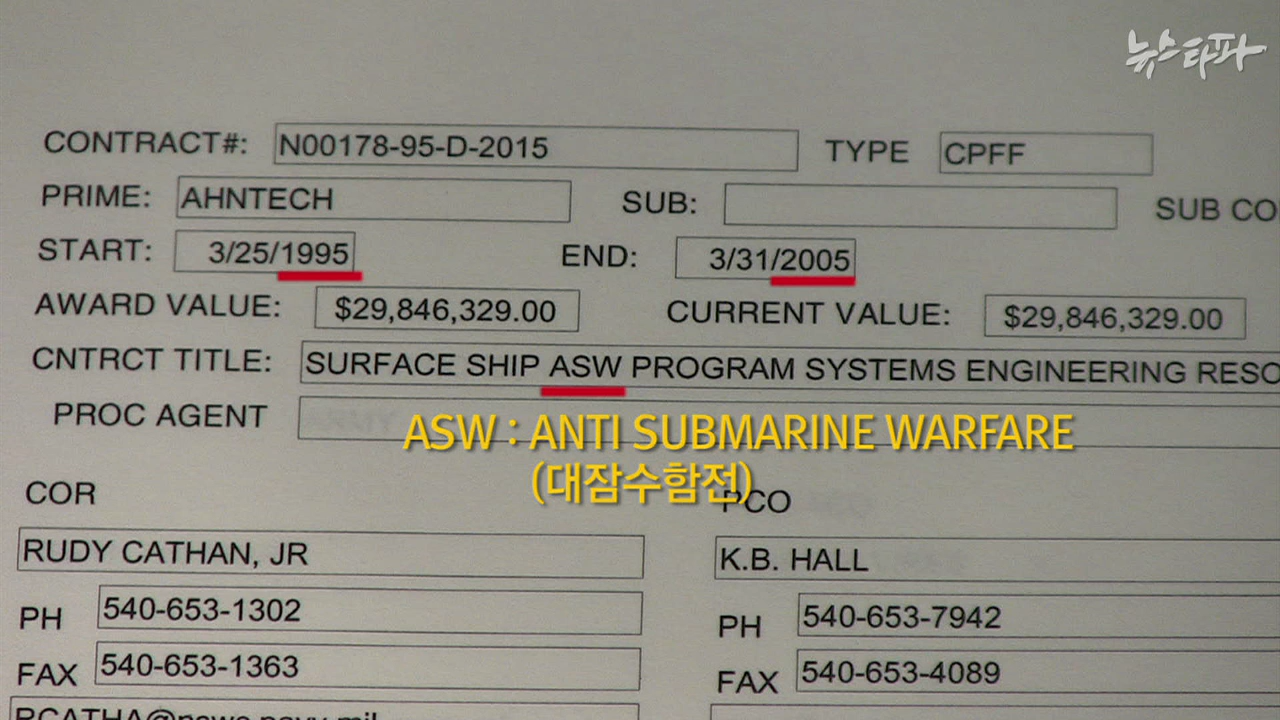 뉴스타파
CONTRACT#: N00178-95-D-2015 TYPE CPFF
PRIME: AHNTECH SUB: SUB CO
START: 3/25/1995 END: 3/31/2005
AWARD VALUE: $29,846,329.00 CURRENT VALUE: $29,846,329.00
CNTRCT TITLE: SURFACE SHIP ASW PROGRAM SYSTEMS ENGINEERING RESO
PROC AGENT
ASW : ANTI SUBMARINE WARFARE
(대잠수함전)
COR PCO
RUDY CATHAN, JR K.B. HALL
PH 540-653-1302 PH 540-653-7942
FAX 540-653-1363 FAX 540-653-4089